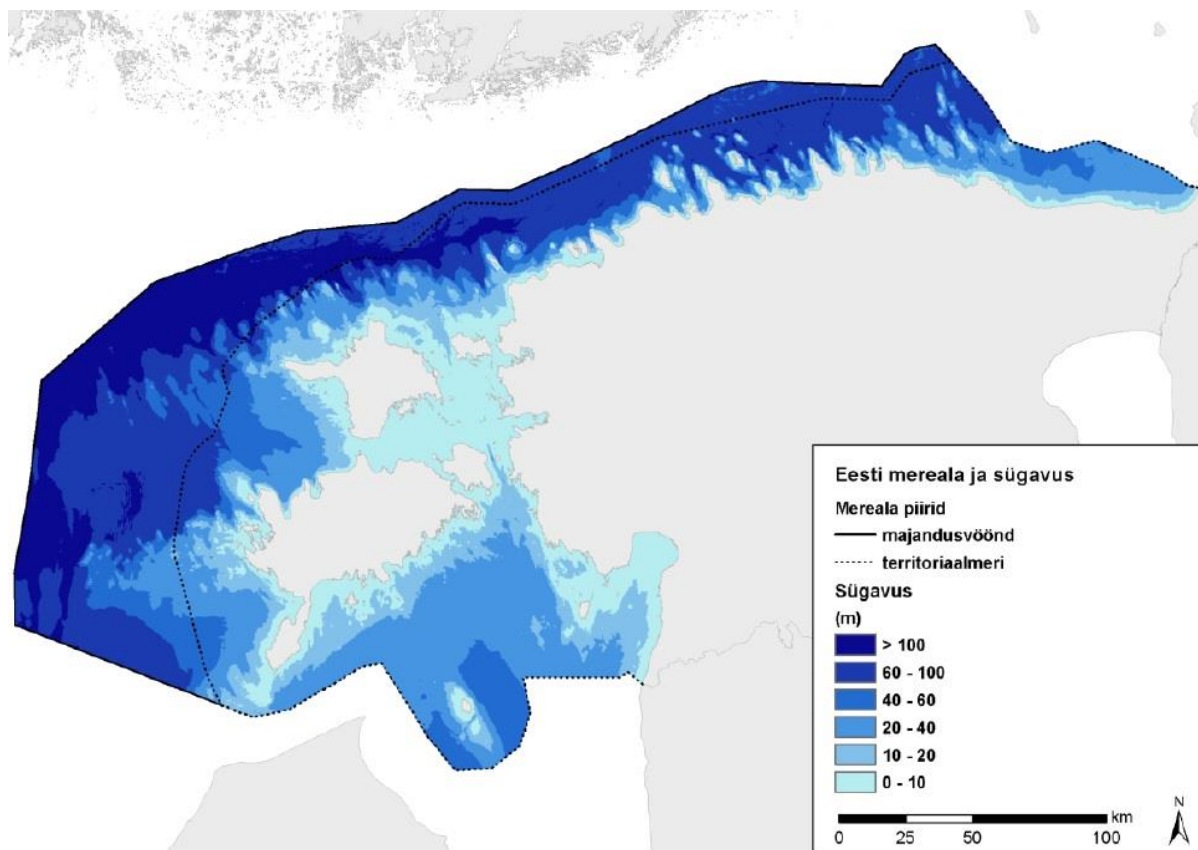 Eesti mereala ja sügavus
Mereala piirid
majandusvöönd
territoriaalmeri
Sügavus
(m)
> 100
60 - 100
40 - 60
20 - 40
10 - 20
0 - 10
km
0 25 50 100
N